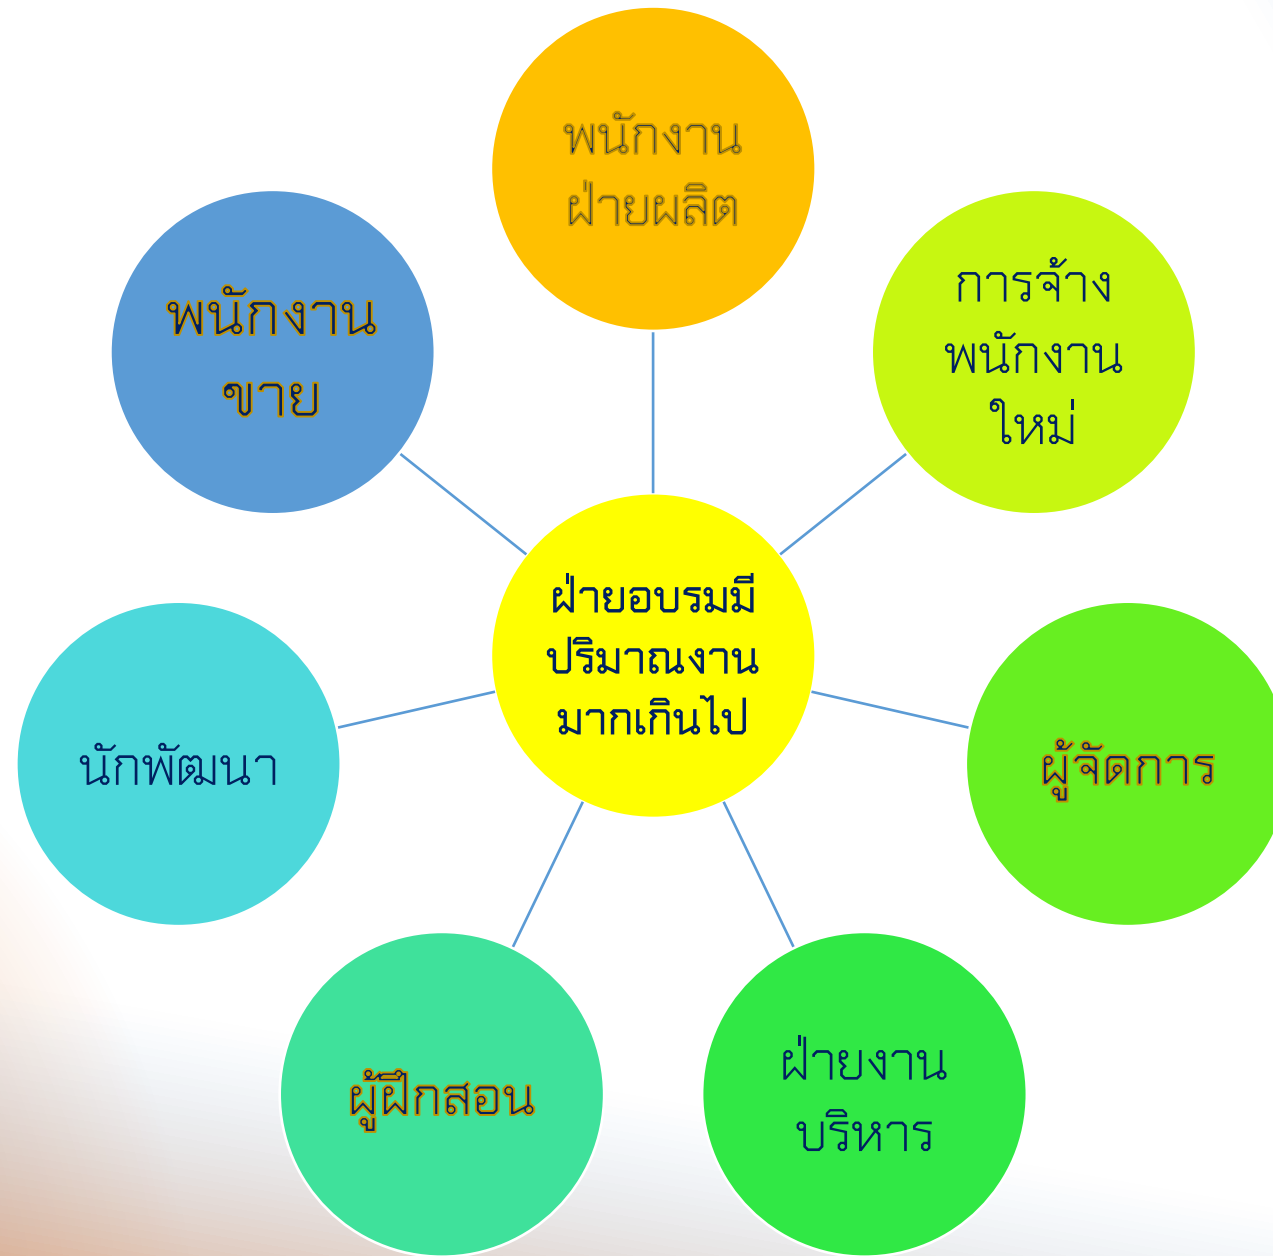 พนักงาน
ฝ่ายผลิต
การจ้าง
พนักงาน
ใหม่
ผู้จัดการ
ฝ่ายงาน
บริหาร
ผู้ฝึกสอน
นักพัฒนา
พนักงาน
ขาย
ฝ่ายอบรมมี
ปริมาณงาน
มากเกินไป